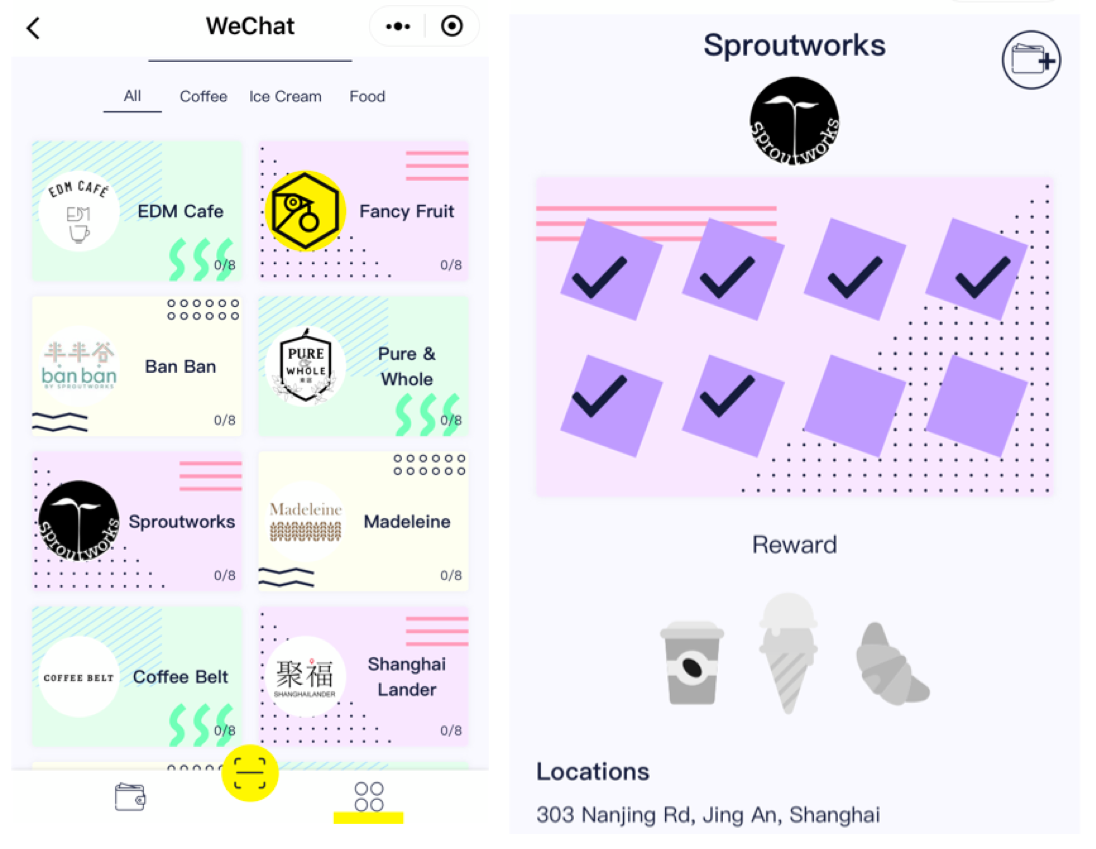 WeChat
All Coffee Ice Cream Food
EDM CAFÉ
EDM
EDM Cafe
0/8
Fancy Fruit
0/8
丰丰谷
ban ban
BY SPROUTWORKS
Ban Ban
0/8
PURE
&
WHOLE
Pure &
Whole
0/8
sproutworks
Sproutworks
0/8
Madeleine
Madeleine
0/8
COFFEE BELT
Coffee Belt
0/8
聚福
SHANGHAILANDER
Shanghai
Lander
0/8
Sproutworks
sproutworks
Reward
Locations
303 Nanjing Rd, Jing An, Shanghai